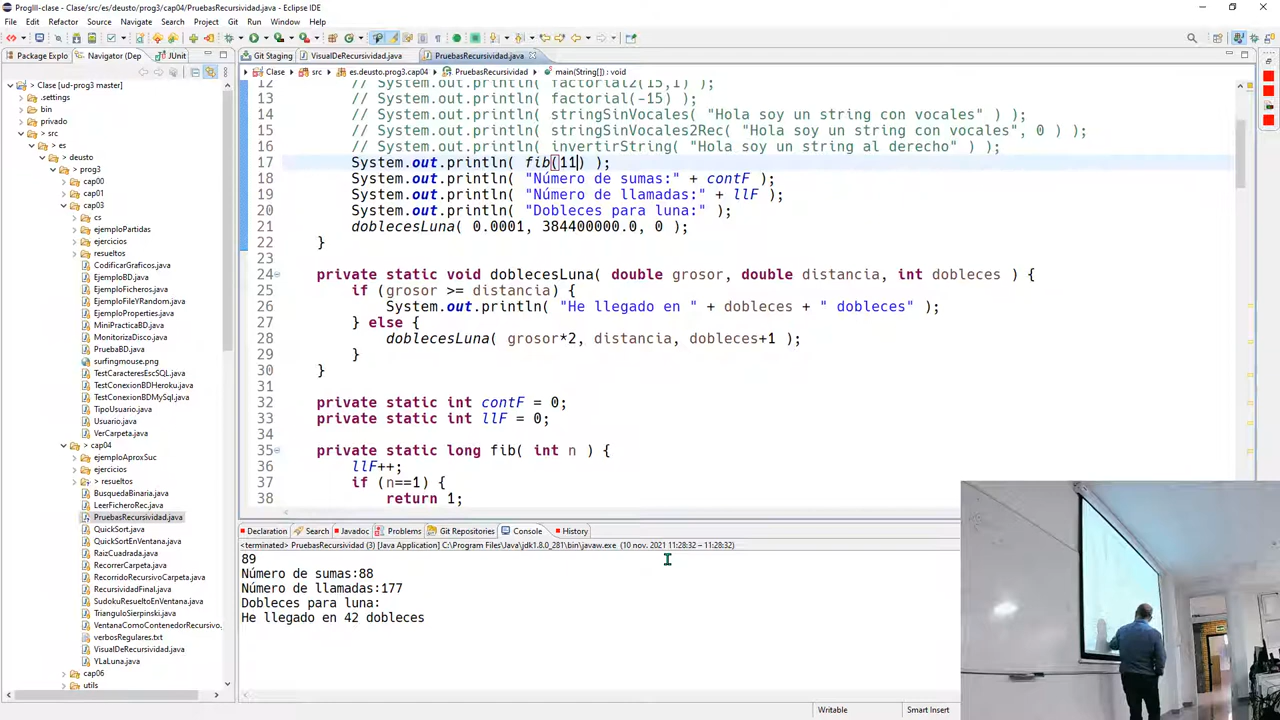 ProgIII-clase - Clase/src/es/deusto/prog3/cap04/PruebasRecursividad.java - Eclipse IDE
File Edit Refactor Source Navigate Search Project Git Run Window Help
Package Explo Navigator (Dep JUnit
Git Staging VisualDeRecursividad.java PruebasRecursividad.java
Clase src es.deusto.prog3.cap04 PruebasRecursividad main(String[]) : void
Clase [ud-prog3 master]
.settings
bin
privado
src
es
deusto
prog3
cap00
cap01
cap03
cs
ejemploPartidas
ejercicios
resueltos
CodificarGraficos.java
EjemploBD.java
EjemploFicheros.java
EjemploFileYRandom.java
EjemploProperties.java
MiniPracticaBD.java
MonitorizaDisco.java
PruebaBD.java
surfingmouse.png
TestCaracteresEscSQL.java
TestConexionBDHeroku.java
TestConexionBDMySql.java
TipoUsuario.java
Usuario.java
VerCarpeta.java
> cap04
ejemploAproxSuc
ejercicios
> resueltos
BusquedaBinaria.java
LeerFicheroRec.java
PruebasRecursividad.java
QuickSort.java
QuickSortEnVentana.java
RaizCuadrada.java
RecorrerCarpeta.java
RecorridoRecursivoCarpeta.java
RecursividadFinal.java
SudokuResueltoEnVentana.java
TrianguloSierpinski.java
VentanaComoContenedorRecursivo.
verbosRegulares.txt
VisualDeRecursividad.java
YLaLuna.java
cap06
utils
12 // System.out.println( factorial2(15,1) );
13 // System.out.println( factorial(-15) );
14 // System.out.println( stringSinVocales( "Hola soy un string con vocales" ) );
15 // System.out.println( stringSinVocales2Rec( "Hola soy un string con vocales", 0 ) );
16 // System.out.println( invertirString( "Hola soy un string al derecho" ) );
17 System.out.println( fib(11) );
18 System.out.println( "Número de sumas:" + contF );
19 System.out.println( "Número de llamadas:" + llF );
20 System.out.println( "Dobleces para luna:" );
21 doblecesLuna( 0.0001, 384400000.0, 0 );
22 }
23
24 private static void doblecesLuna( double grosor, double distancia, int dobleces ) {
25 if (grosor >= distancia) {
26 System.out.println( "He llegado en " + dobleces + " dobleces" );
27 } else {
28 doblecesLuna( grosor*2, distancia, dobleces+1 );
29 }
30 }
31
32 private static int contF = 0;
33 private static int llF = 0;
34
35 private static long fib( int n ) {
36 llF++;
37 if (n==1) {
38 return 1;
Declaration Search Javadoc Problems Git Repositories Console History
<terminated> PruebasRecursividad (3) [Java Application] C:\Program Files\Java\jdk1.8.0_281\bin\javaw.exe (10 nov. 2021 11:28:32 – 11:28:32)
89
Número de sumas:88
Número de llamadas:177
Dobleces para luna:
He llegado en 42 dobleces
Writable Smart Insert